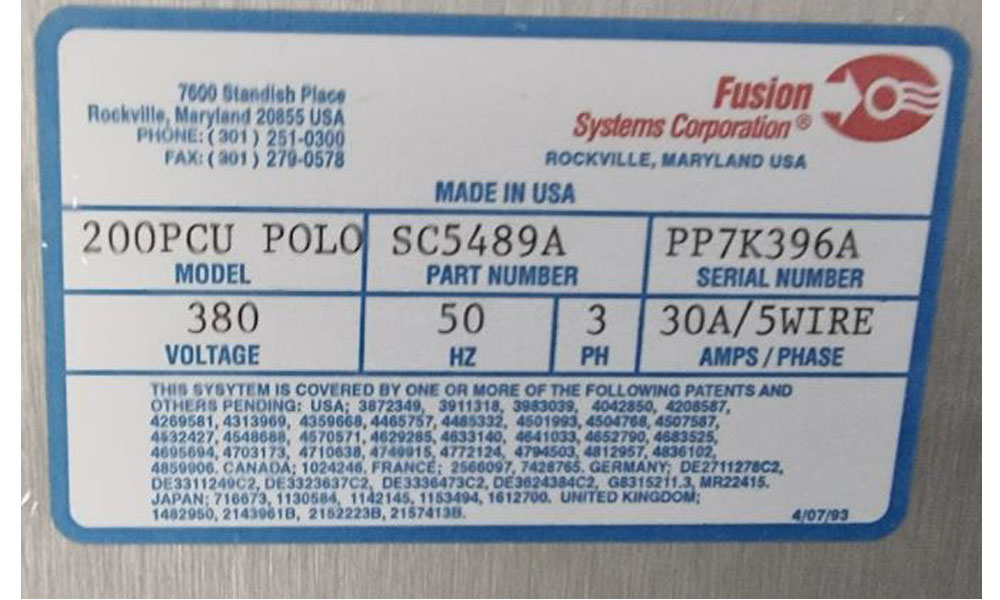 7600 Standish Place
Rockville, Maryland 20855 USA
PHONE: ( 301 ) 251-0300
FAX: ( 301 ) 279-0578
Fusion
Systems Corporation ®
ROCKVILLE, MARYLAND USA
MADE IN USA
200PCU POLO SC5489A PP7K396A
MODEL PART NUMBER SERIAL NUMBER
380 50 3 30A/5WIRE
VOLTAGE HZ PH AMPS / PHASE
THIS SYSYTEM IS COVERED BY ONE OR MORE OF THE FOLLOWING PATENTS AND
OTHERS PENDING: USA; 3872349, 3911318, 3983039, 4042850, 4208587,
4269581, 4313969, 4359668, 4465757, 4485332, 4501993, 4504768, 4507587,
4532427, 4548688, 4570571, 4629285, 4633140, 4641033, 4652790, 4683525,
4695694, 4703173, 4710638, 4749915, 4772124, 4794503, 4812957, 4836102,
4859906. CANADA; 1024246, FRANCE; 2566097, 7428765. GERMANY; DE2711278C2,
DE3311249C2, DE3323637C2, DE3336473C2, DE3624384C2, G8315211.3, MR22415.
JAPAN; 716673, 1130584, 1142145, 1153494, 1612700. UNITED KINGDOM;
1482950, 2143961B, 2152223B, 2157413B.
4/07/93